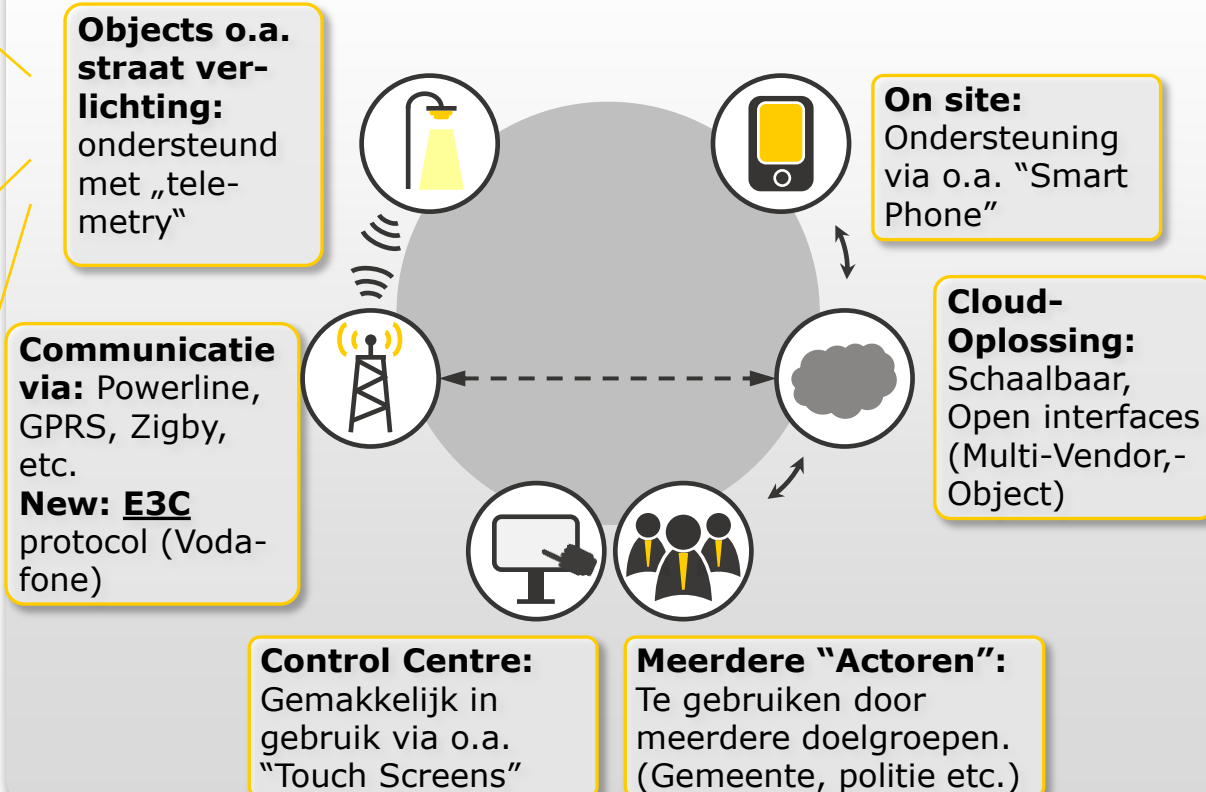 Objects o.a.
straat ver-
lichting:
ondersteund
met „tele-
metry“
On site:
Ondersteuning
via o.a. “Smart
Phone”
Communicatie
via: Powerline,
GPRS, Zigby,
etc.
New: E3C
protocol (Voda-
fone)
Cloud-
Oplossing:
Schaalbaar,
Open interfaces
(Multi-Vendor,-
Object)
Control Centre:
Gemakkelijk in
gebruik via o.a.
“Touch Screens”
Meerdere “Actoren”:
Te gebruiken door
meerdere doelgroepen.
(Gemeente, politie etc.)